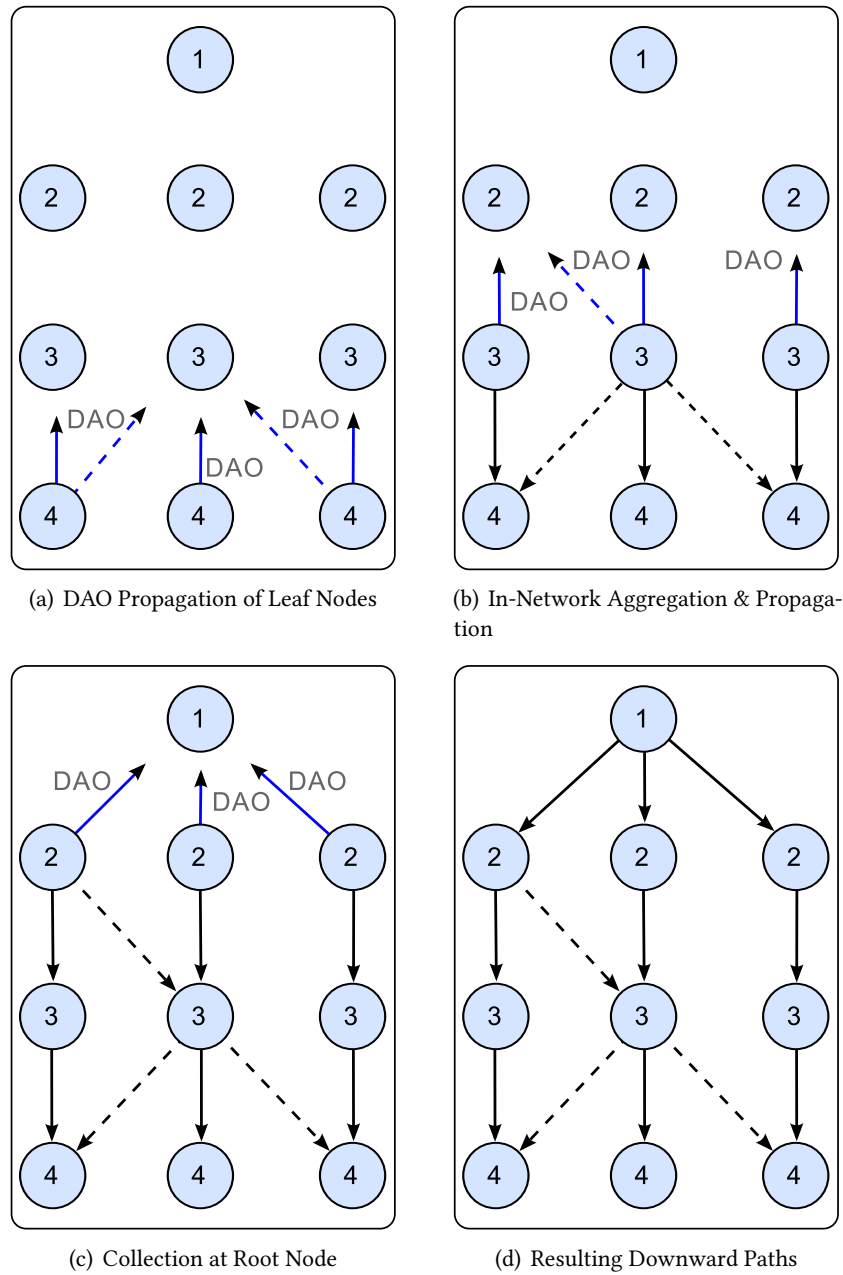 1
1
2 2 2
2 2 2
DAO
DAO
DAO
3 3 3
3 3 3
DAO
DAO
DAO
4 4 4
4 4 4
(a) DAO Propagation of Leaf Nodes
(b) In-Network Aggregation & Propaga-
tion
1
1
DAO
DAO
DAO
2 2 2
2 2 2
3 3 3
3 3 3
4 4 4
4 4 4
(c) Collection at Root Node
(d) Resulting Downward Paths